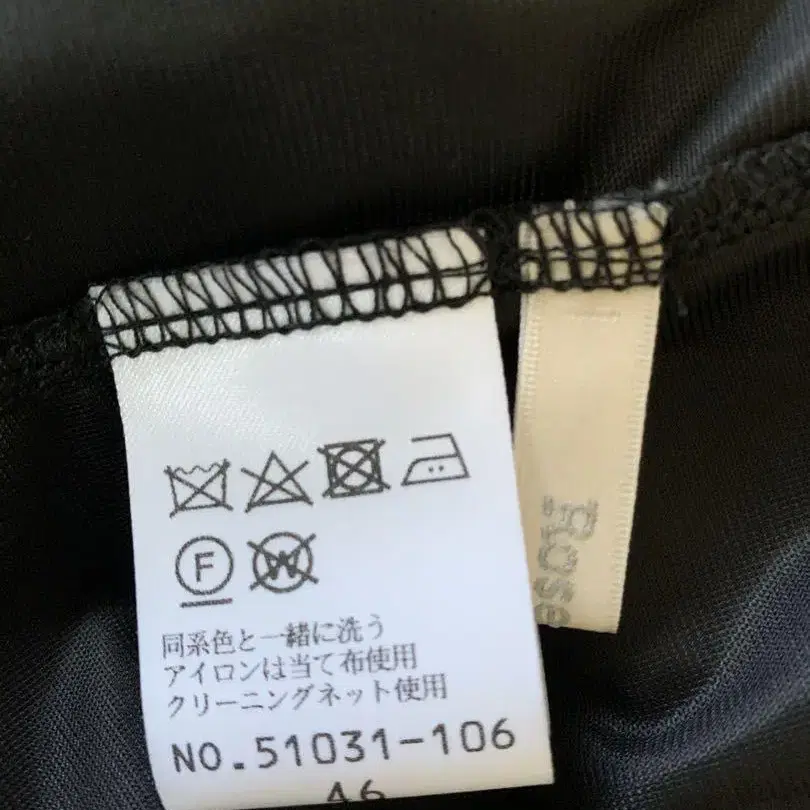 F W
同系色と一緒に洗う
アイロンは当て布使用
クリーニングネット使用
NO.51031-106
46
Rose